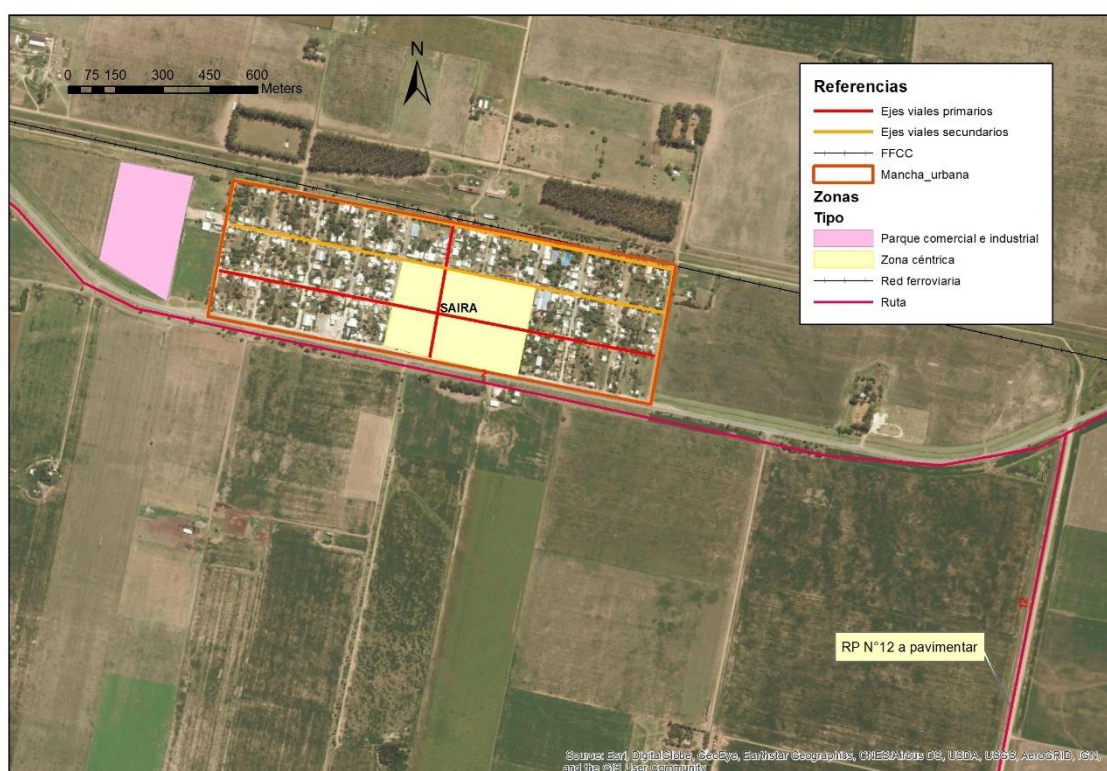 N
0 75 150 300 450 600
Meters
Referencias
Ejes viales primarios
Ejes viales secundarios
FFCC
Mancha_urbana
Zonas
Tipo
Parque comercial e industrial
Zona céntrica
Red ferroviaria
Ruta
SAIRA
2
12
RP N°12 a pavimentar
Source: Esri, DigitalGlobe, GeoEye, Earthstar Geographics, CNES/Airbus DS, USDA, USGS, AeroGRID, IGN,
and the GIS User Community